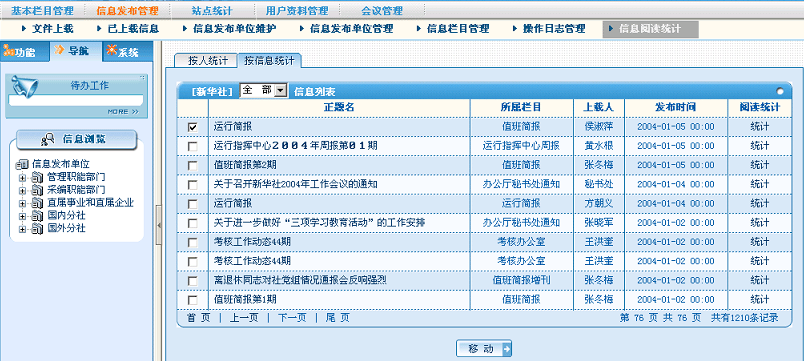 基本栏目管理 信息发布管理 站点统计 用户资料管理 会议管理
文件上载 已上载信息 信息发布单位维护 信息发布单位管理 信息栏目管理 操作日志管理 信息阅读统计
功能 导航 系统
待办工作
MORE >>
信息浏览
信息发布单位
管理职能部门
采编职能部门
直属事业和直属企业
国内分社
国外分社
按人统计 按信息统计
[新华社] 全 部 信息列表
正题名 所属栏目 上载人 发布时间 阅读统计
运行简报 值班简报 侯淑萍 2004-01-05 00:00 统计
运行指挥中心2004年周报第01期 运行指挥中心周报 黄水根 2004-01-05 00:00 统计
值班简报第2期 值班简报 张冬梅 2004-01-05 00:00 统计
关于召开新华社2004年工作会议的通知 办公厅秘书处通知 秘书处 2004-01-04 00:00 统计
运行简报 值班简报 方朝义 2004-01-04 00:00 统计
关于进一步做好“三项学习教育活动”的工作安排 办公厅秘书处通知 张晓军 2004-01-02 00:00 统计
考核工作动态44期 考核办公室 王洪奎 2004-01-02 00:00 统计
考核工作动态44期 考核办公室 王洪奎 2004-01-02 00:00 统计
离退休同志对社党组情况通报会反响强烈 值班简报增刊 张冬梅 2004-01-02 00:00 统计
值班简报第1期 值班简报 张冬梅 2004-01-02 00:00 统计
首 页 | 上一页 | 下一页 | 尾 页 第 76 页 共 76 页 共有1210条记录
移 动